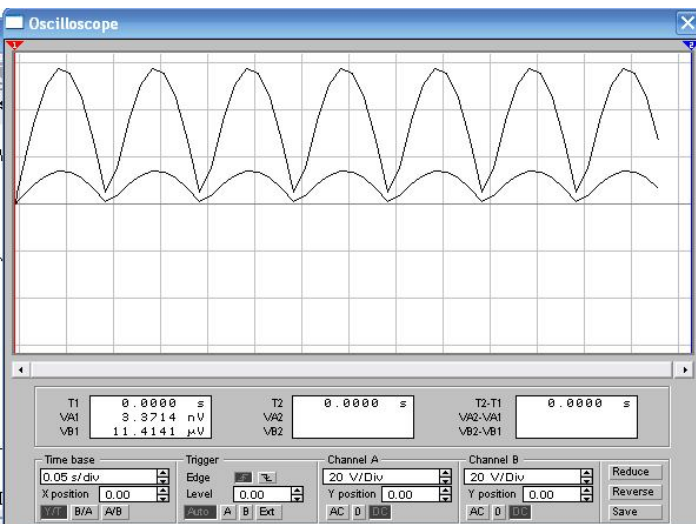 Oscilloscope
1 2
T1 0.0000 s T2 0.0000 s T2-T1 0.0000 s
VA1 3.3714 nV VA2 VA2-VA1
VB1 11.4141 µV VB2 VB2-VB1
Time base Trigger Channel A Channel B
0.05 s/div Edge 20 V/Div 20 V/Div Reduce
X position 0.00 Level 0.00 Y position 0.00 Y position 0.00 Reverse
Y/T B/A A/B Auto A B Ext AC 0 DC AC 0 DC Save